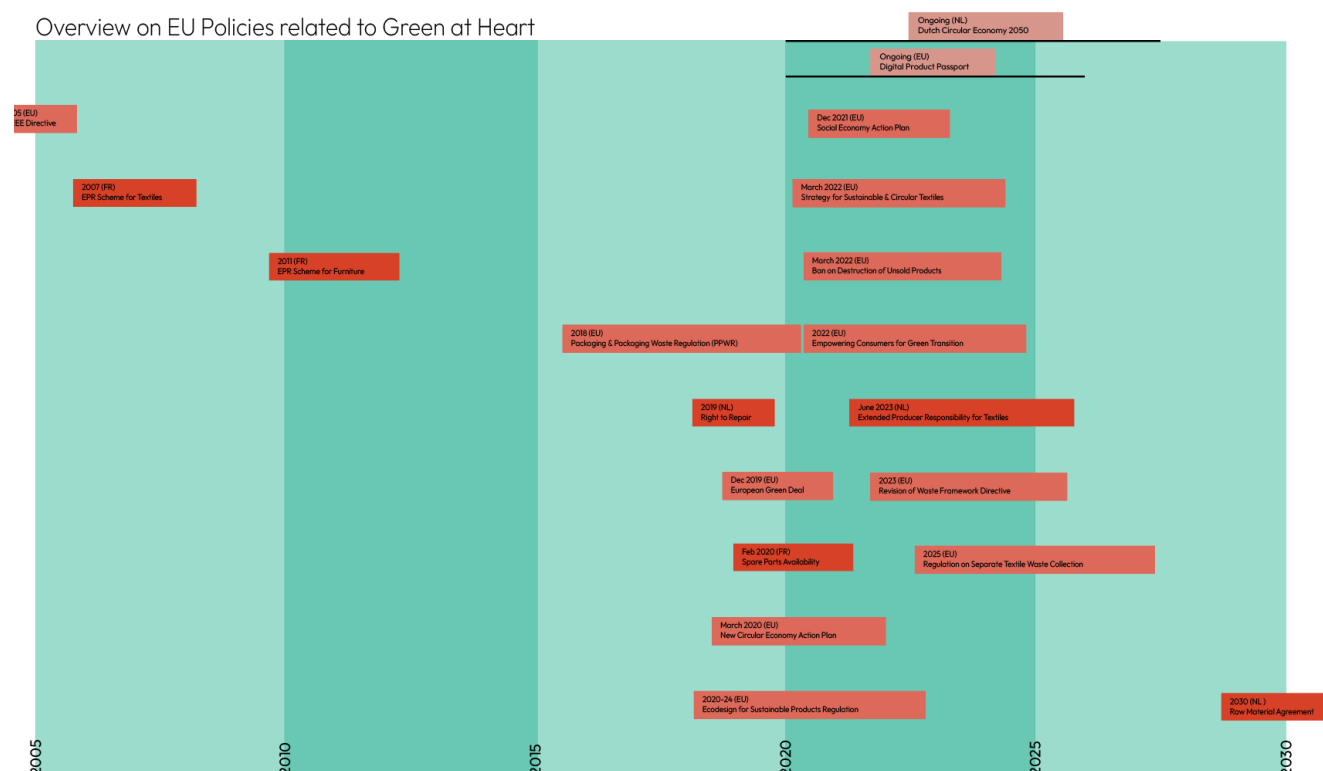 Overview on EU Policies related to Green at Heart
Ongoing (NL)
Dutch Circular Economy 2050
Ongoing (EU)
Digital Product Passport
05 (EU)
EE Directive
Dec 2021 (EU)
Social Economy Action Plan
2007 (FR)
EPR Scheme for Textiles
March 2022 (EU)
Strategy for Sustainable & Circular Textiles
2011 (FR)
EPR Scheme for Furniture
March 2022 (EU)
Ban on Destruction of Unsold Products
2018 (EU)
Packaging & Packaging Waste Regulation (PPWR)
2022 (EU)
Empowering Consumers for Green Transition
2019 (NL)
Right to Repair
June 2023 (NL)
Extended Producer Responsibility for Textiles
Dec 2019 (EU)
European Green Deal
2023 (EU)
Revision of Waste Framework Directive
Feb 2020 (FR)
Spare Parts Availability
2025 (EU)
Regulation on Separate Textile Waste Collection
March 2020 (EU)
New Circular Economy Action Plan
2020-24 (EU)
Ecodesign for Sustainable Products Regulation
2030 (NL)
Raw Material Agreement
2005
2010
2015
2020
2025
2030